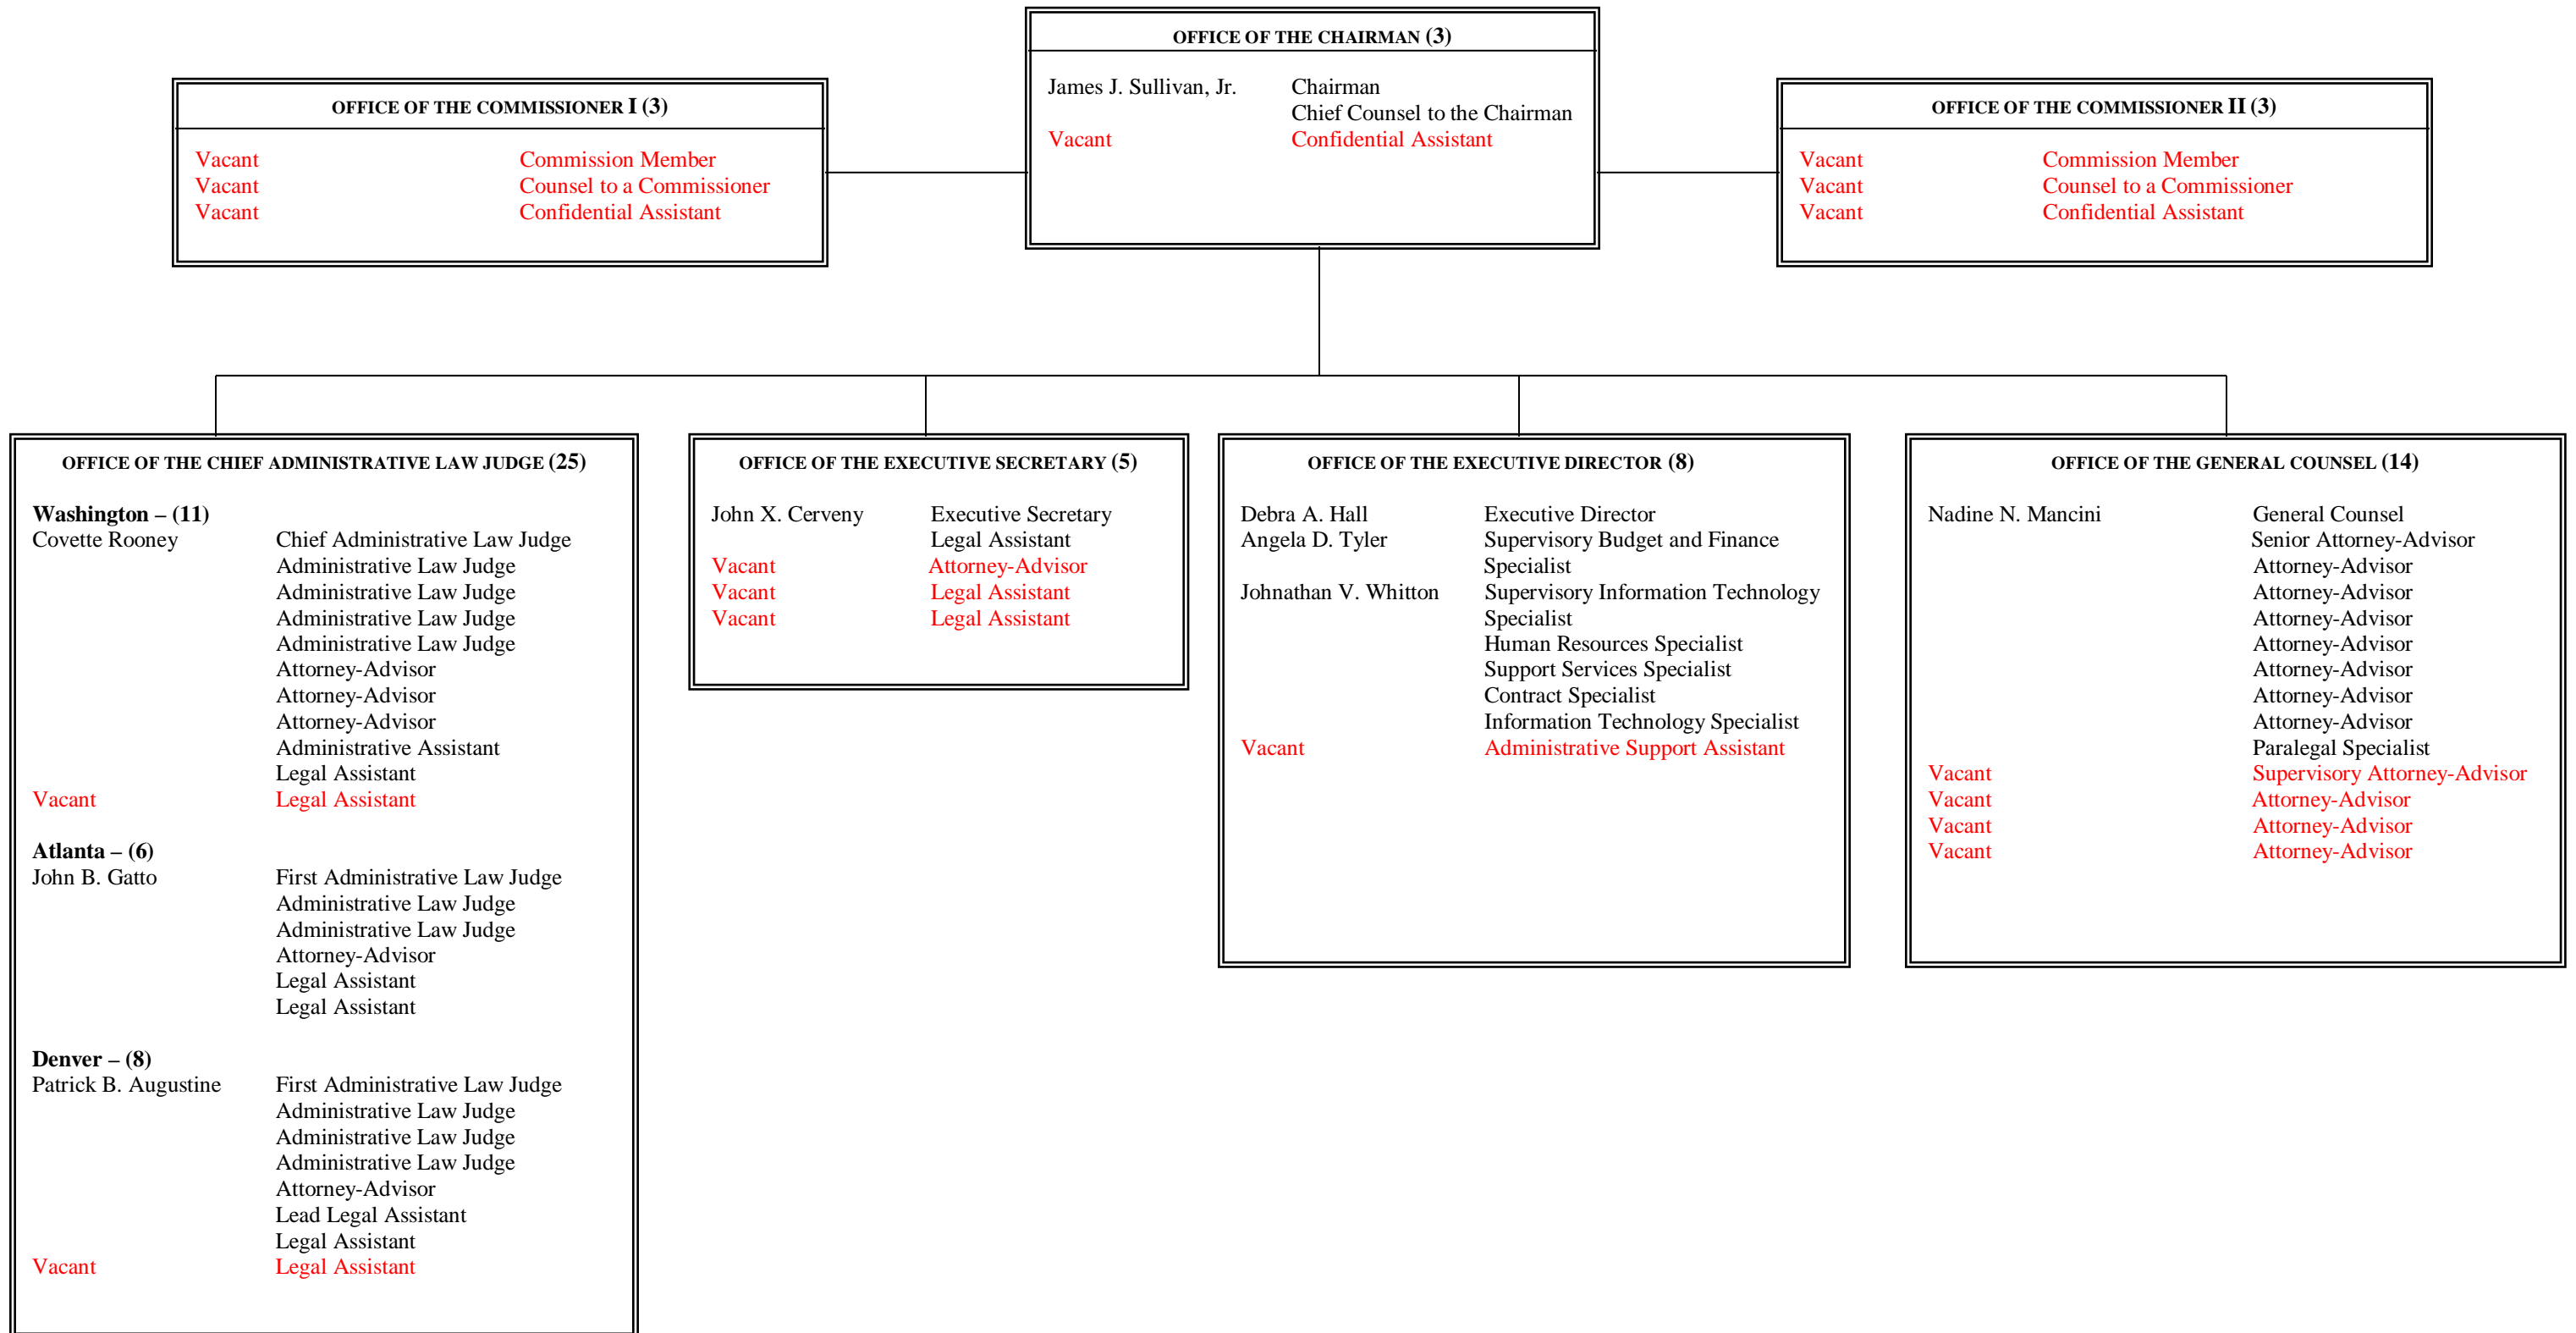 OFFICE OF THE CHAIRMAN (3)
James J. Sullivan, Jr. Chairman
Chief Counsel to the Chairman
Vacant Confidential Assistant
OFFICE OF THE COMMISSIONER I (3)
Vacant Commission Member
Vacant Counsel to a Commissioner
Vacant Confidential Assistant
OFFICE OF THE COMMISSIONER II (3)
Vacant Commission Member
Vacant Counsel to a Commissioner
Vacant Confidential Assistant
OFFICE OF THE CHIEF ADMINISTRATIVE LAW JUDGE (25)
Washington – (11)
Covette Rooney Chief Administrative Law Judge
Administrative Law Judge
Administrative Law Judge
Administrative Law Judge
Administrative Law Judge
Attorney-Advisor
Attorney-Advisor
Attorney-Advisor
Administrative Assistant
Legal Assistant
Vacant Legal Assistant
Atlanta – (6)
John B. Gatto First Administrative Law Judge
Administrative Law Judge
Administrative Law Judge
Attorney-Advisor
Legal Assistant
Legal Assistant
Denver – (8)
Patrick B. Augustine First Administrative Law Judge
Administrative Law Judge
Administrative Law Judge
Administrative Law Judge
Attorney-Advisor
Lead Legal Assistant
Legal Assistant
Vacant Legal Assistant
OFFICE OF THE EXECUTIVE SECRETARY (5)
John X. Cerveny Executive Secretary
Legal Assistant
Vacant Attorney-Advisor
Vacant Legal Assistant
Vacant Legal Assistant
OFFICE OF THE EXECUTIVE DIRECTOR (8)
Debra A. Hall Executive Director
Angela D. Tyler Supervisory Budget and Finance
Specialist
Johnathan V. Whitton Supervisory Information Technology
Specialist
Human Resources Specialist
Support Services Specialist
Contract Specialist
Information Technology Specialist
Vacant Administrative Support Assistant
OFFICE OF THE GENERAL COUNSEL (14)
Nadine N. Mancini General Counsel
Senior Attorney-Advisor
Attorney-Advisor
Attorney-Advisor
Attorney-Advisor
Attorney-Advisor
Attorney-Advisor
Attorney-Advisor
Attorney-Advisor
Paralegal Specialist
Vacant Supervisory Attorney-Advisor
Vacant Attorney-Advisor
Vacant Attorney-Advisor
Vacant Attorney-Advisor